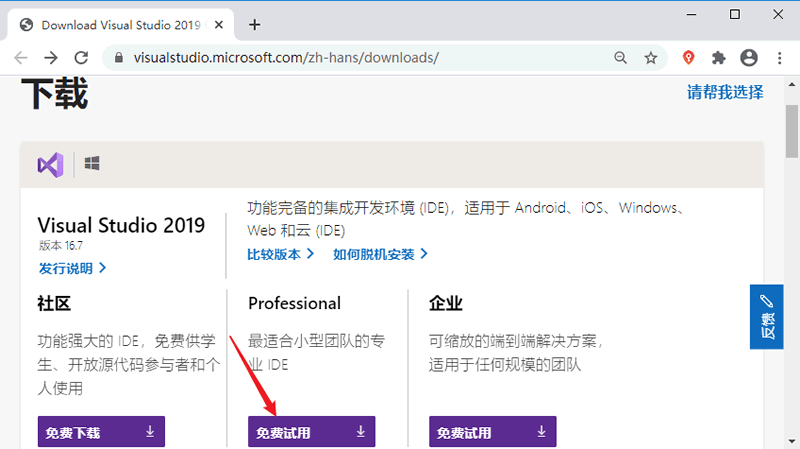 Download Visual Studio 2019
visualstudio.microsoft.com/zh-hans/downloads/
下载
请帮我选择
Visual Studio 2019
版本 16.7
发行说明
功能完备的集成开发环境 (IDE)，适用于 Android、iOS、Windows、
Web 和云 (IDE)
比较版本
如何脱机安装
社区
功能强大的 IDE，免费供学
生、开放源代码参与者和个
人使用
免费下载
Professional
最适合小型团队的专
业 IDE
免费试用
企业
可缩放的端到端解决方案，
适用于任何规模的团队
免费试用
反馈